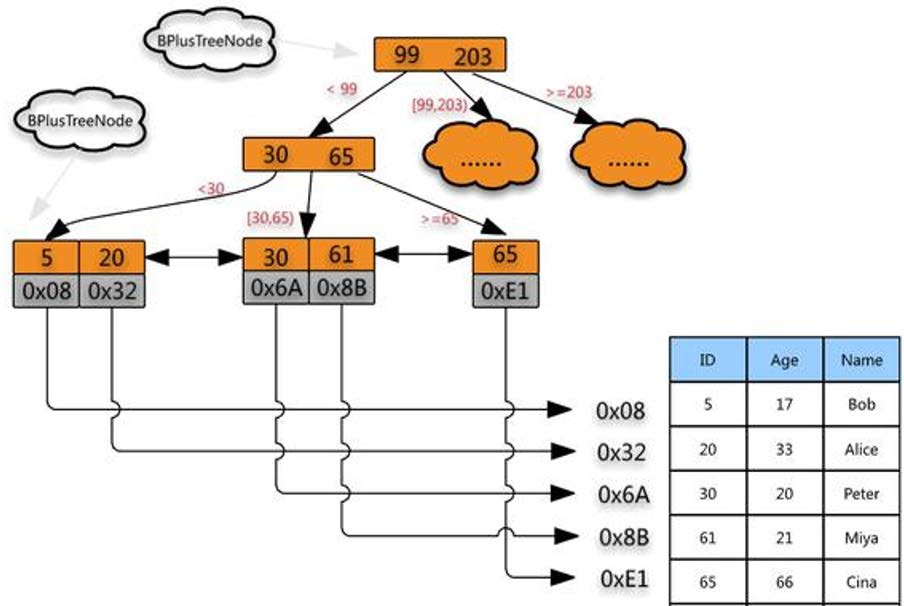 BPlusTreeNode
99 203
< 99
[99,203)
>=203
BPlusTreeNode
30 65
......
......
<30
[30,65)
>=65
5 20
30 61
65
0x08 0x32
0x6A 0x8B
0xE1
ID Age Name
0x08 5 17 Bob
0x32 20 33 Alice
0x6A 30 20 Peter
0x8B 61 21 Miya
0xE1 65 66 Cina